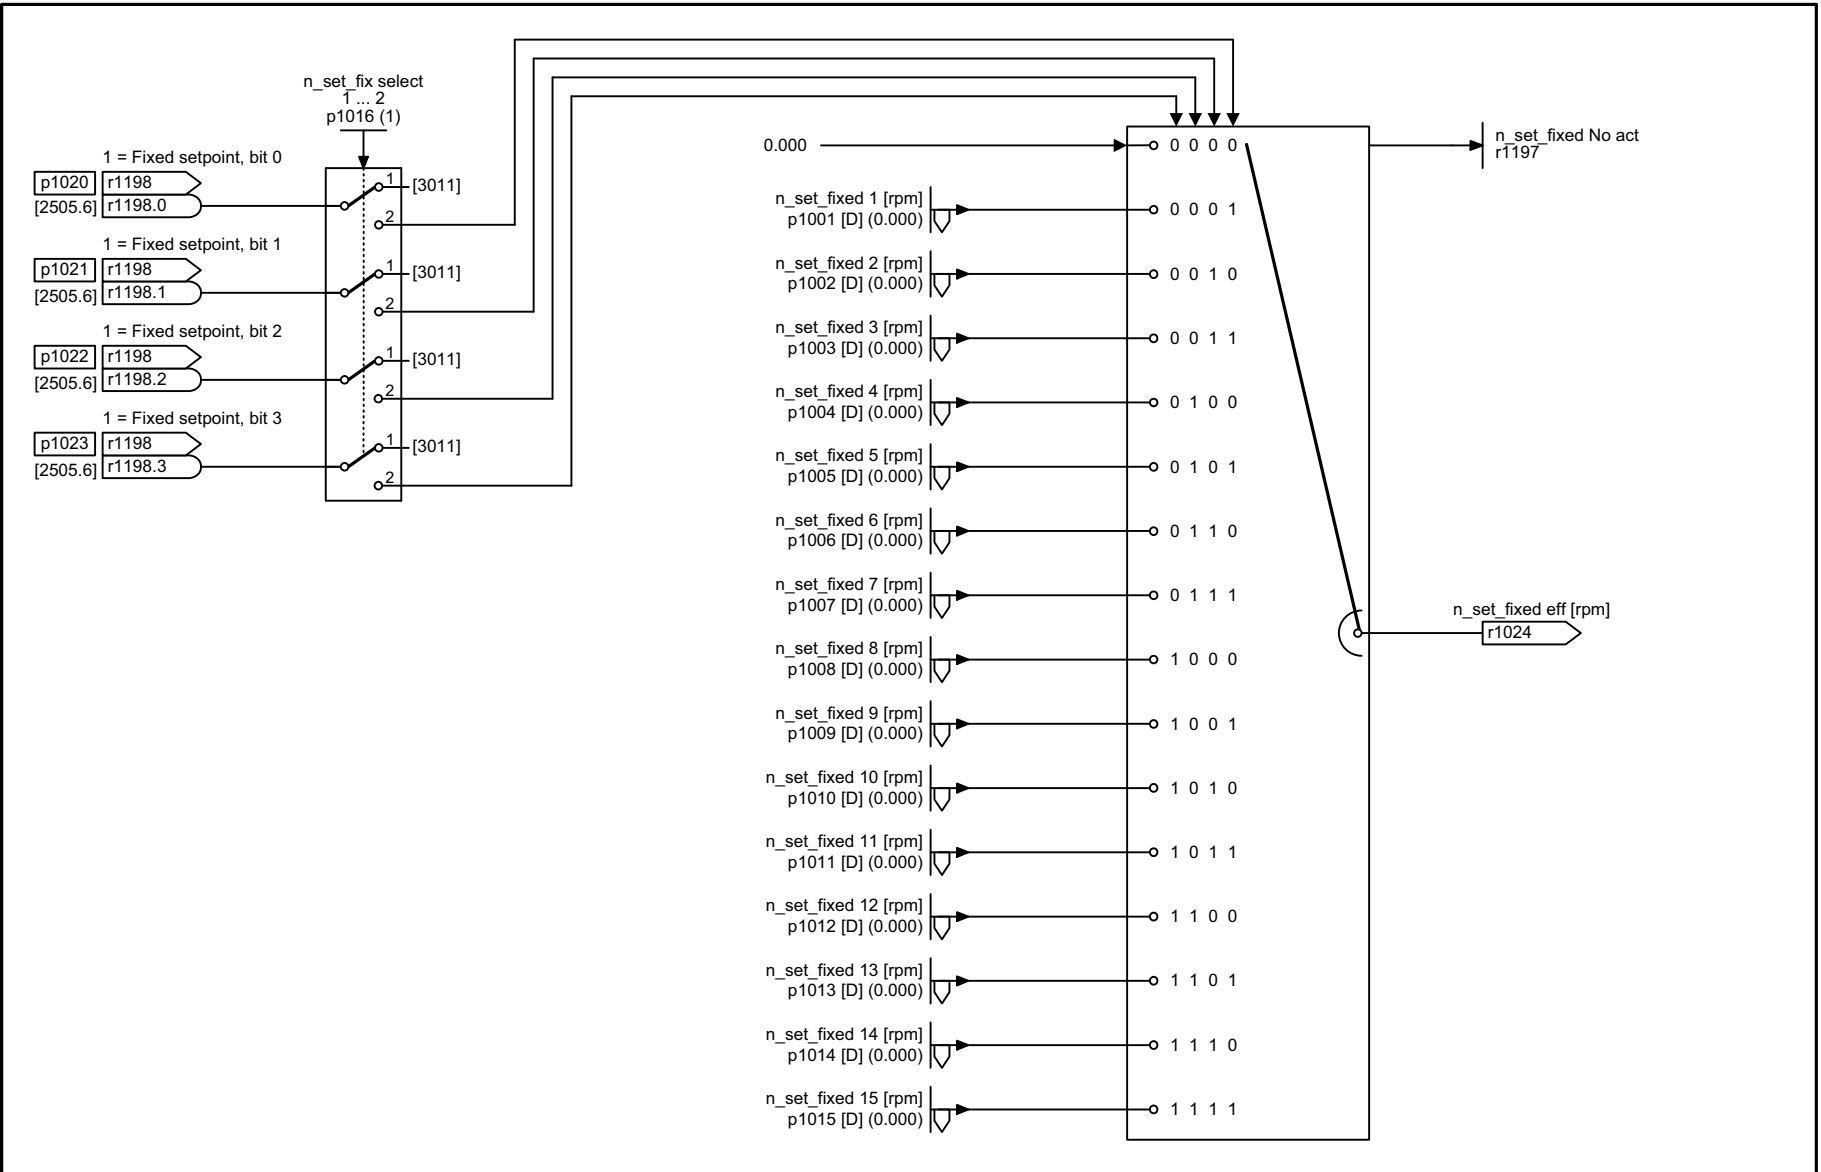 n_set_fix select
1 ... 2
p1016 (1)
1 = Fixed setpoint, bit 0
p1020 r1198
[2505.6] r1198.0
1 [3011]
2
1 = Fixed setpoint, bit 1
p1021 r1198
[2505.6] r1198.1
1 [3011]
2
1 = Fixed setpoint, bit 2
p1022 r1198
[2505.6] r1198.2
1 [3011]
2
1 = Fixed setpoint, bit 3
p1023 r1198
[2505.6] r1198.3
1 [3011]
2
0.000
0 0 0 0
n_set_fixed 1 [rpm]
p1001 [D] (0.000)
0 0 0 1
n_set_fixed 2 [rpm]
p1002 [D] (0.000)
0 0 1 0
n_set_fixed 3 [rpm]
p1003 [D] (0.000)
0 0 1 1
n_set_fixed 4 [rpm]
p1004 [D] (0.000)
0 1 0 0
n_set_fixed 5 [rpm]
p1005 [D] (0.000)
0 1 0 1
n_set_fixed 6 [rpm]
p1006 [D] (0.000)
0 1 1 0
n_set_fixed 7 [rpm]
p1007 [D] (0.000)
0 1 1 1
n_set_fixed 8 [rpm]
p1008 [D] (0.000)
1 0 0 0
n_set_fixed 9 [rpm]
p1009 [D] (0.000)
1 0 0 1
n_set_fixed 10 [rpm]
p1010 [D] (0.000)
1 0 1 0
n_set_fixed 11 [rpm]
p1011 [D] (0.000)
1 0 1 1
n_set_fixed 12 [rpm]
p1012 [D] (0.000)
1 1 0 0
n_set_fixed 13 [rpm]
p1013 [D] (0.000)
1 1 0 1
n_set_fixed 14 [rpm]
p1014 [D] (0.000)
1 1 1 0
n_set_fixed 15 [rpm]
p1015 [D] (0.000)
1 1 1 1
n_set_fixed No act
r1197
n_set_fixed eff [rpm]
r1024